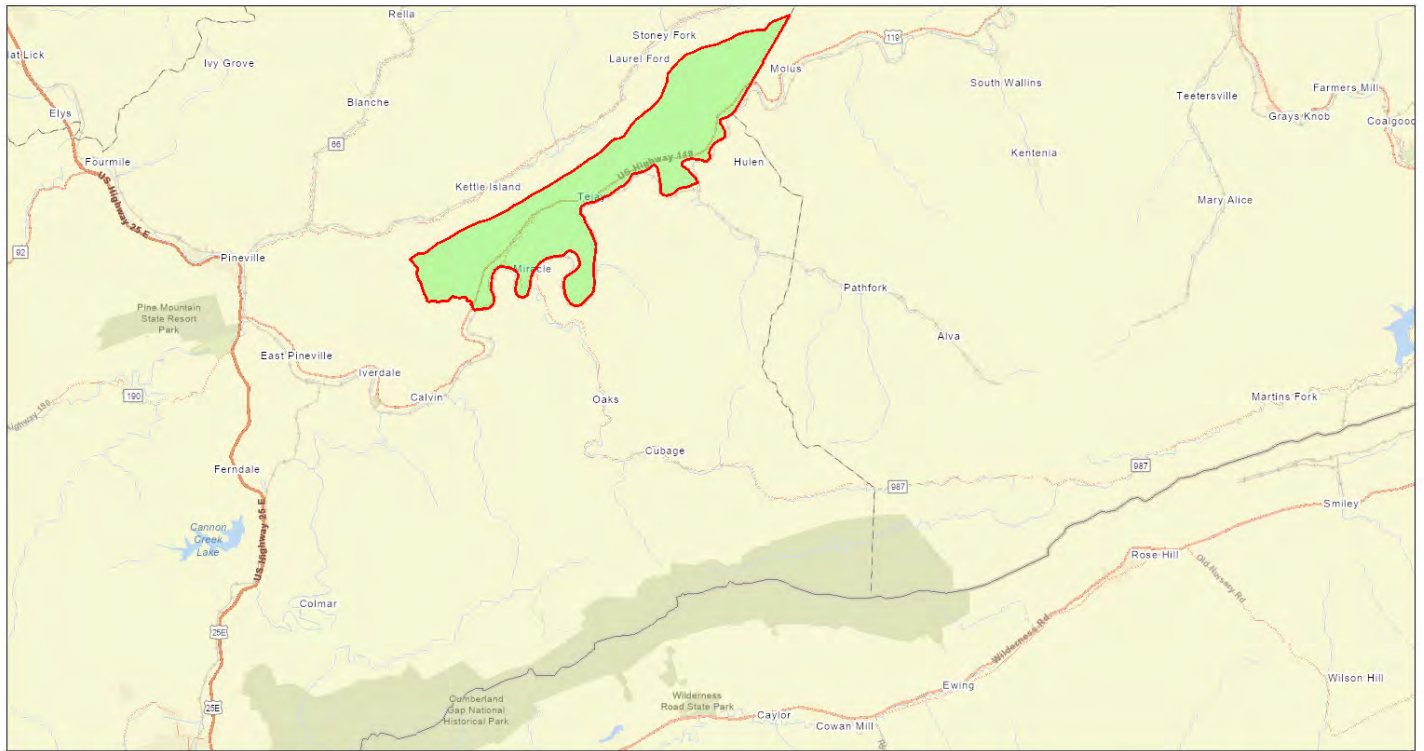 Rella
Stoney Fork
119
at Lick
Ivy Grove
Laurel Ford
Molus
South Wallins
Teetersville
Farmers Mill
Blanche
Elys
Grays Knob
Coalgood
66
Fourmile
US Highway 119
Hulen
Kentenia
US Highway 25 E
Kettle Island
Tejay
Mary Alice
92
Pineville
Miracle
Pathfork
Pine Mountain
State Resort
Park
Alva
East Pineville
Iverdale
190
Calvin
Oaks
Martins Fork
Cubage
987
Ferndale
987
Smiley
Cannon
Creek
Lake
US Highway 25 E
Rose Hill
Old Nursery Rd
Colmar
25E
Wilderness Rd
Ewing
Wilson Hill
Cumberland
Gap National
Historical Park
Wilderness
Road State Park
25E
Caylor
Cowan Mill